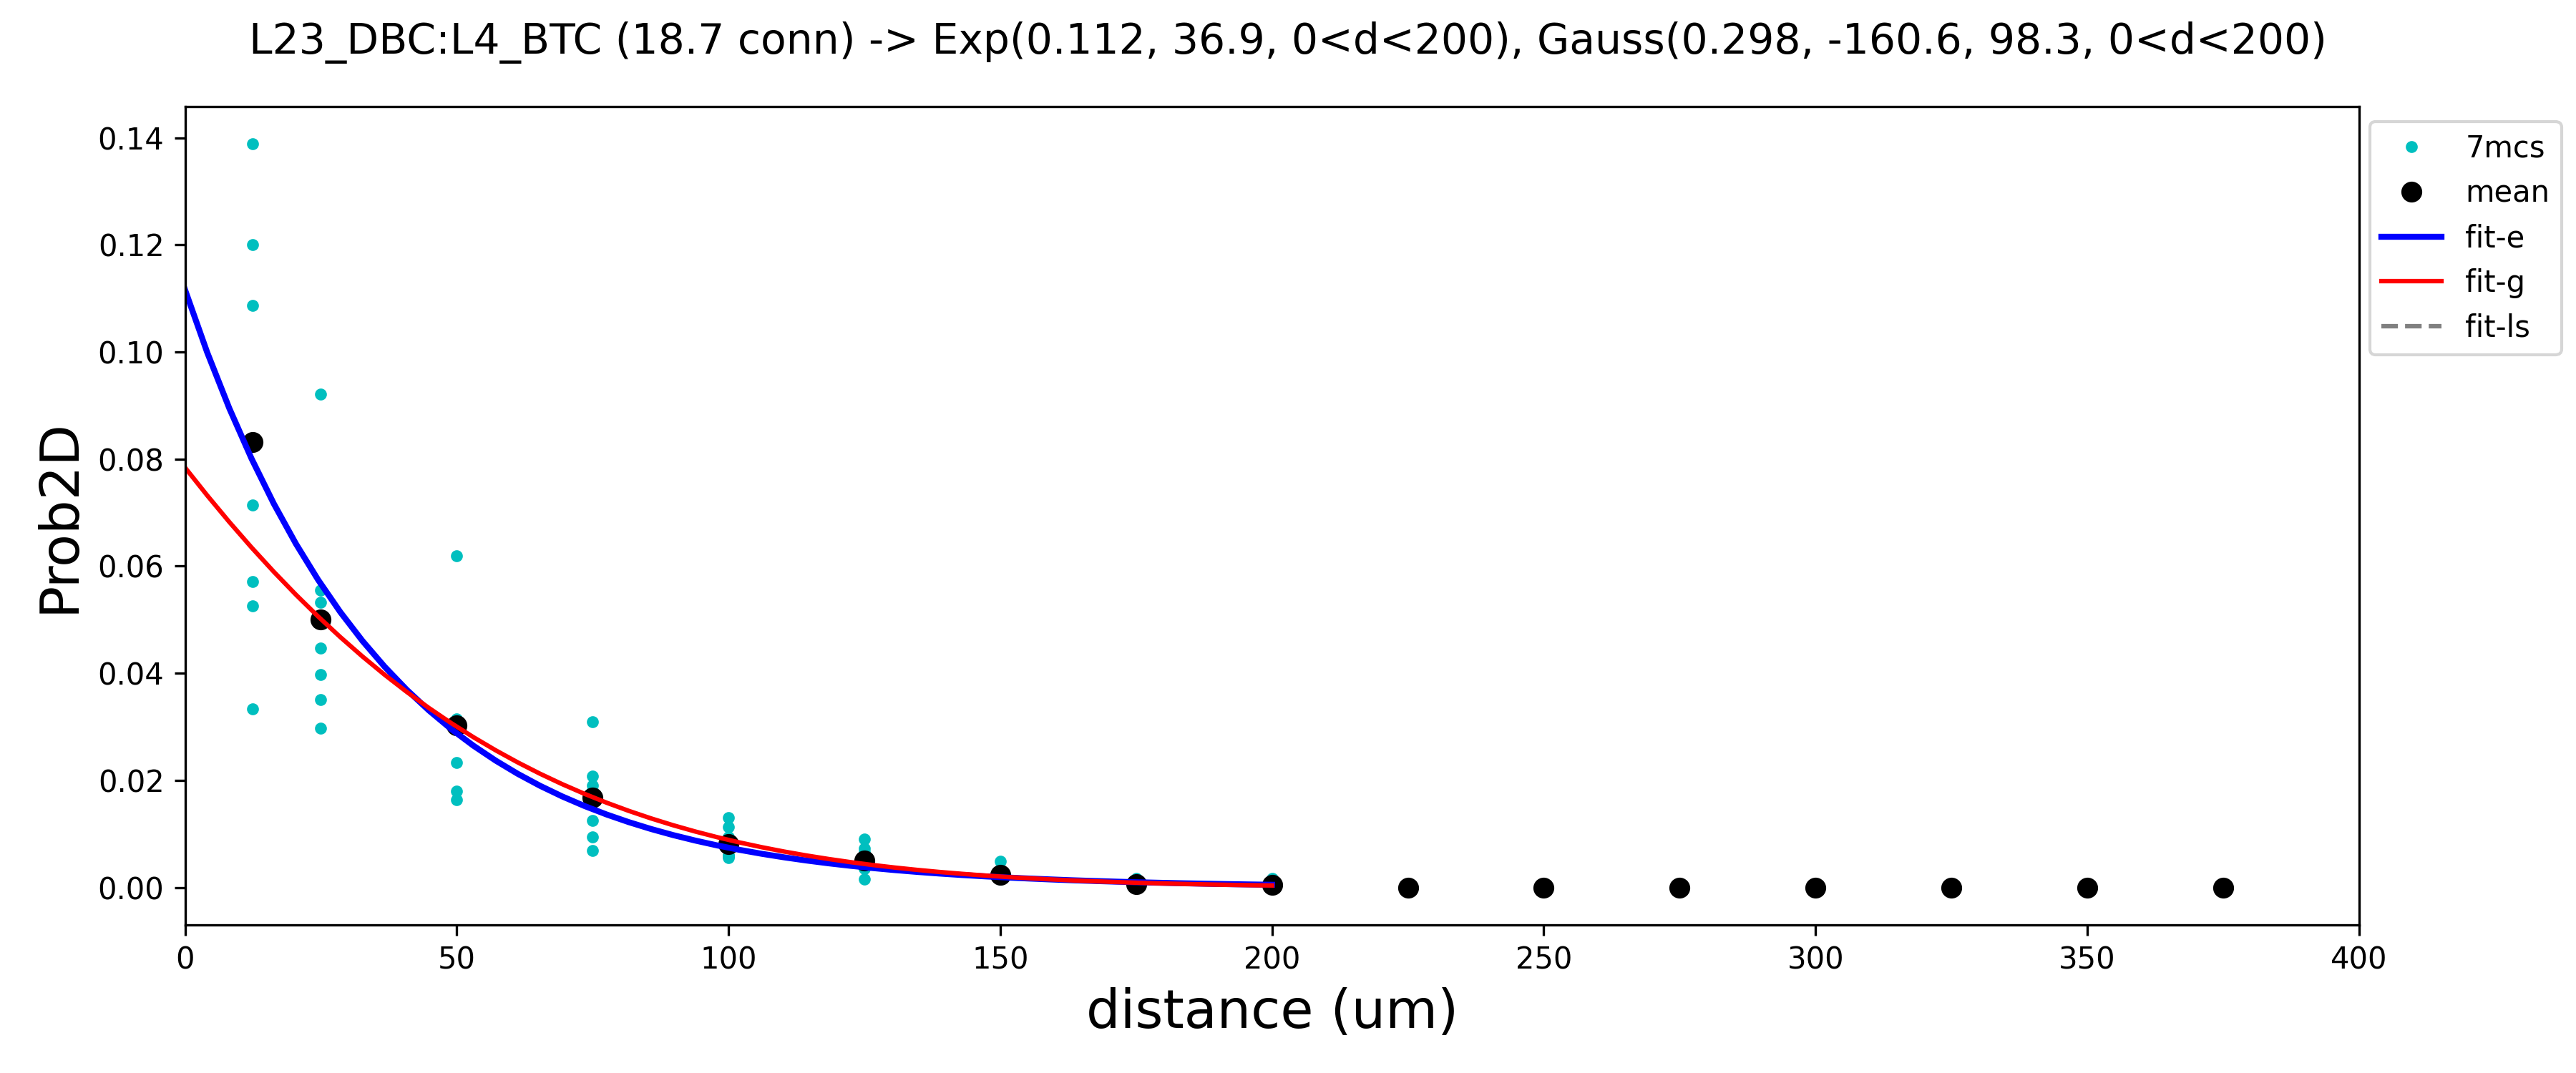 L23_DBC:L4_BTC (18.7 conn) -> Exp(0.112, 36.9, 0<d<200), Gauss(0.298, -160.6, 98.3, 0<d<200)
0.14
0.12
0.10
0.08
0.06
0.04
0.02
0.00
Prob2D
0 50 100 150 200 250 300 350 400
distance (um)
7mcs
mean
fit-e
fit-g
fit-ls